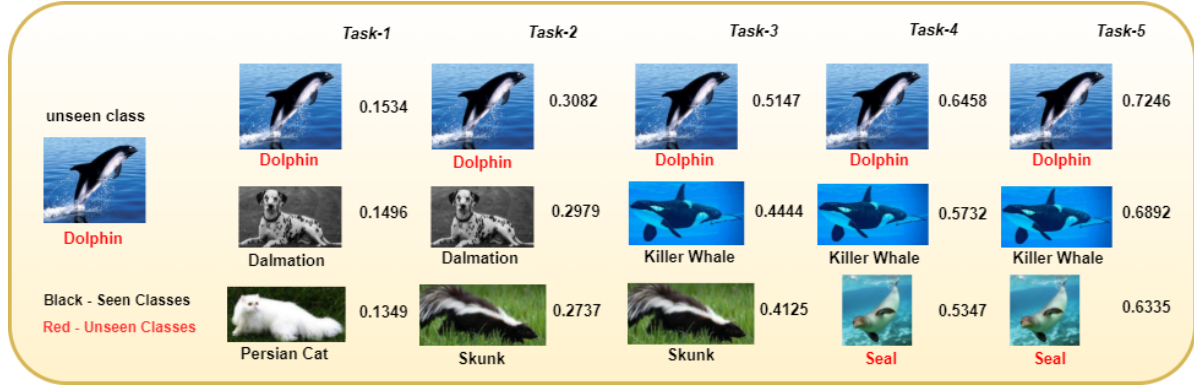 Task-1 Task-2 Task-3 Task-4 Task-5
unseen class
Dolphin
Black - Seen Classes
Red - Unseen Classes
0.1534 0.3082 0.5147 0.6458 0.7246
Dolphin Dolphin Dolphin Dolphin Dolphin
0.1496 0.2979 0.4444 0.5732 0.6892
Dalmation Dalmation Killer Whale Killer Whale Killer Whale
0.1349 0.2737 0.4125 0.5347 0.6335
Persian Cat Skunk Skunk Seal Seal